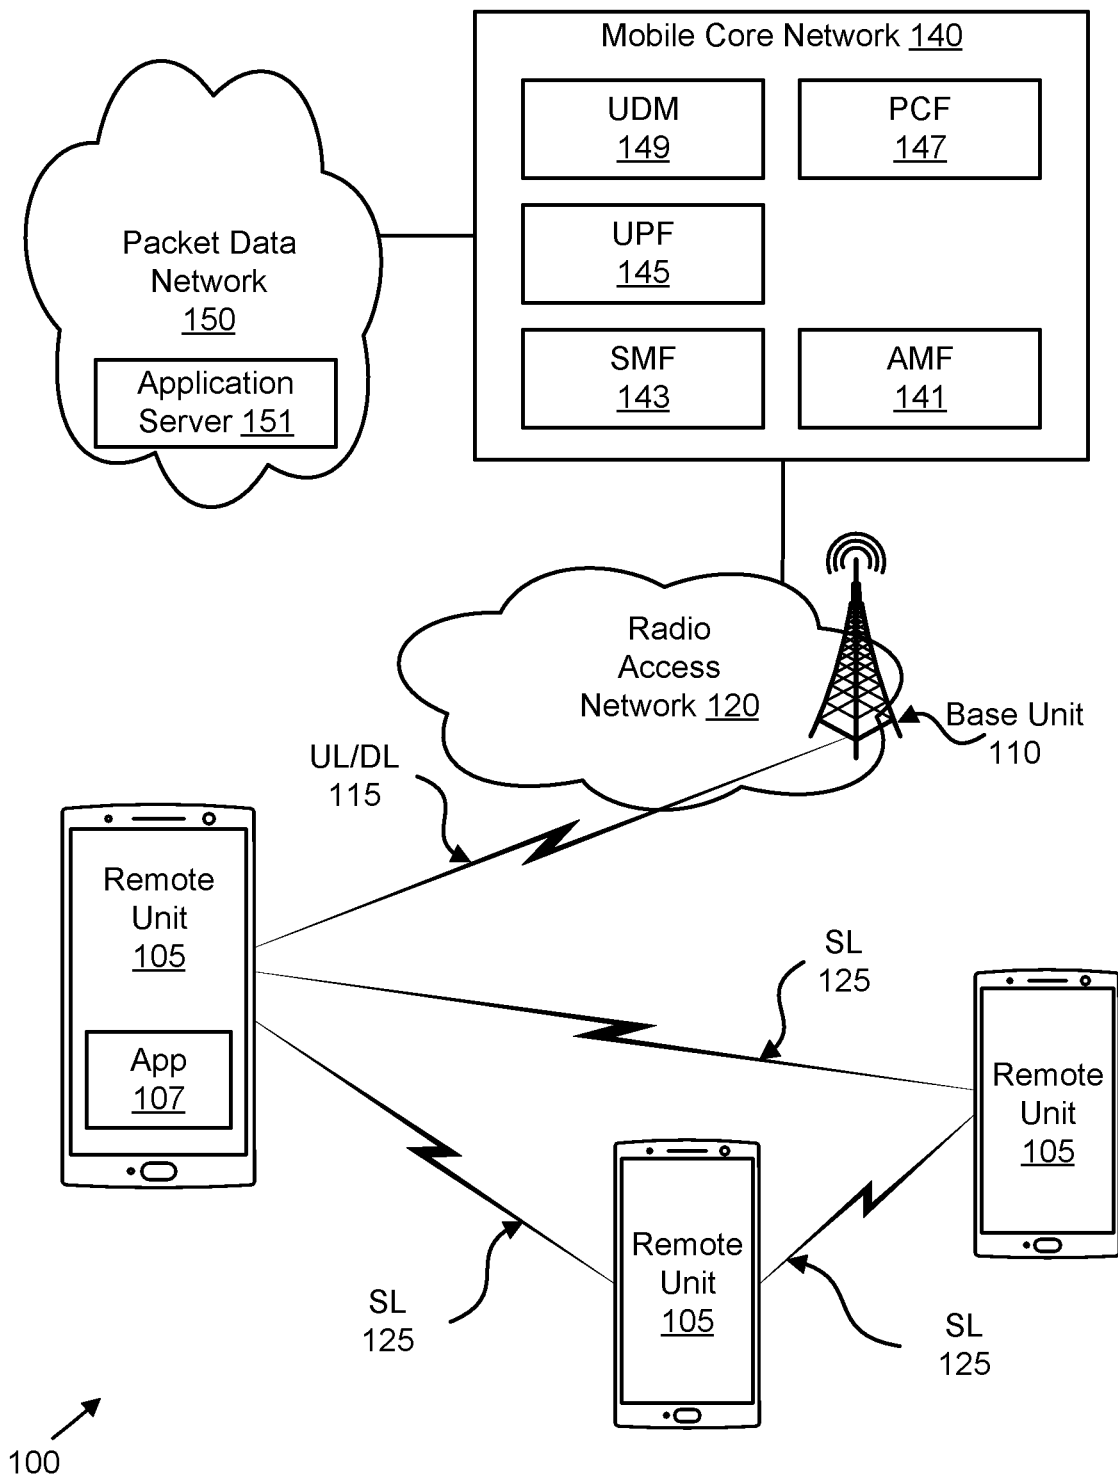 Mobile Core Network 140
UDM
149
PCF
147
UPF
145
SMF
143
AMF
141
Packet Data
Network
150
Application
Server 151
Radio
Access
Network 120
Base Unit
110
UL/DL
115
Remote
Unit
105
App
107
SL
125
Remote
Unit
105
Remote
Unit
105
SL
125
SL
125
100